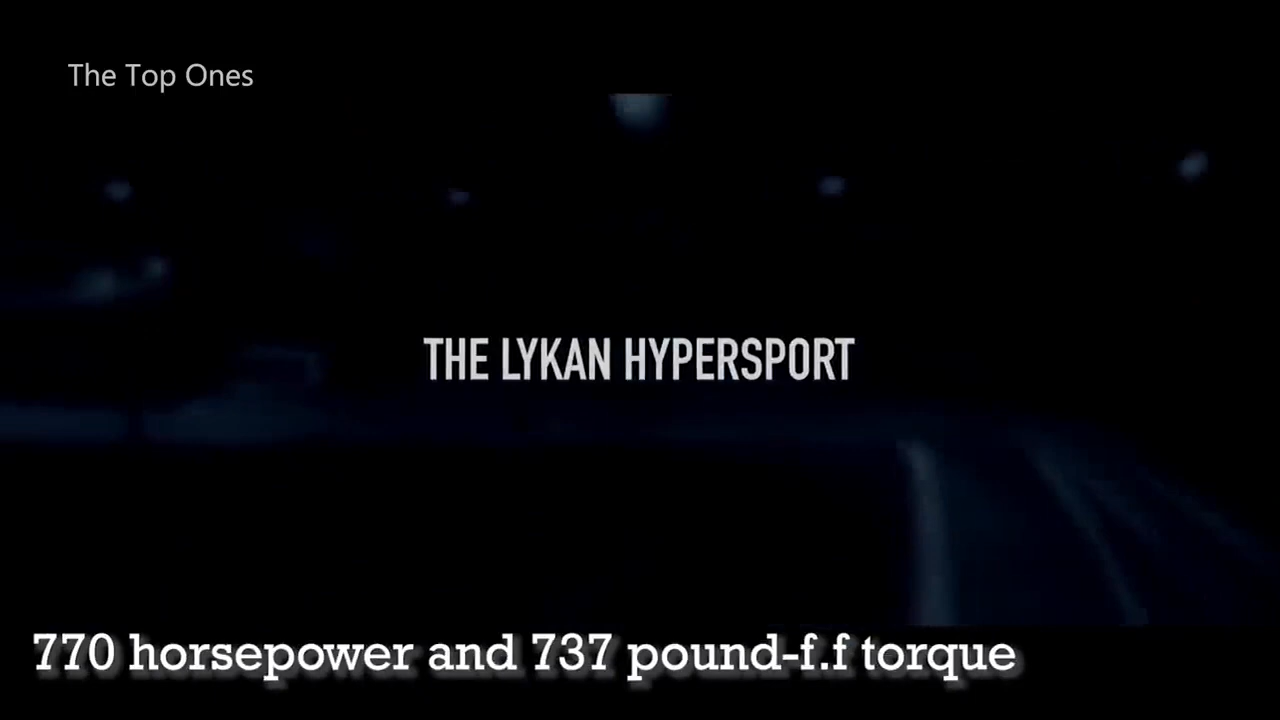 The Top Ones
THE LYKAN HYPERSPORT
770 horsepower and 737 pound-f.f torque